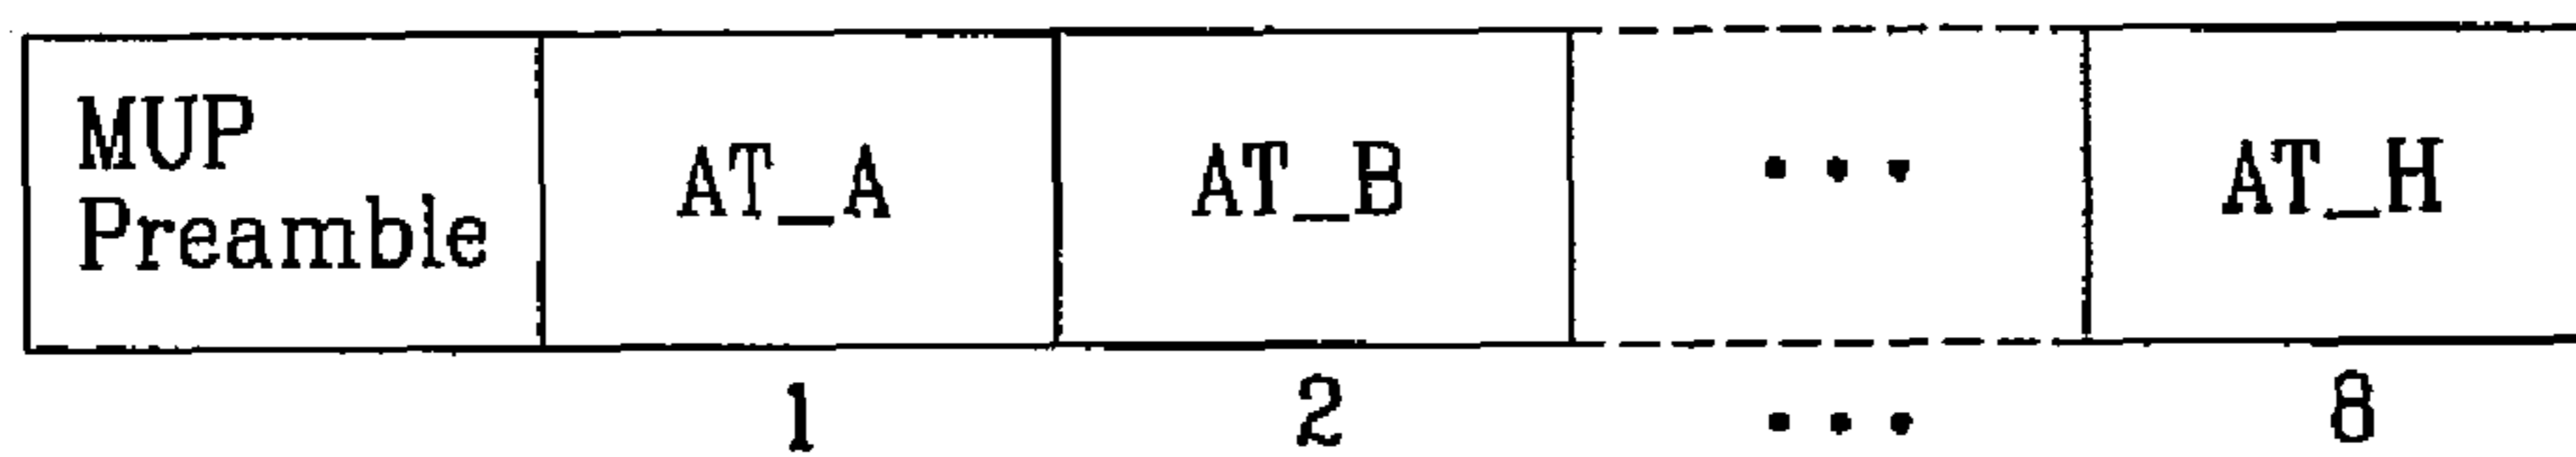 MUP
Preamble
AT_A
AT_B
• • •
AT_H
1
2
• • •
8